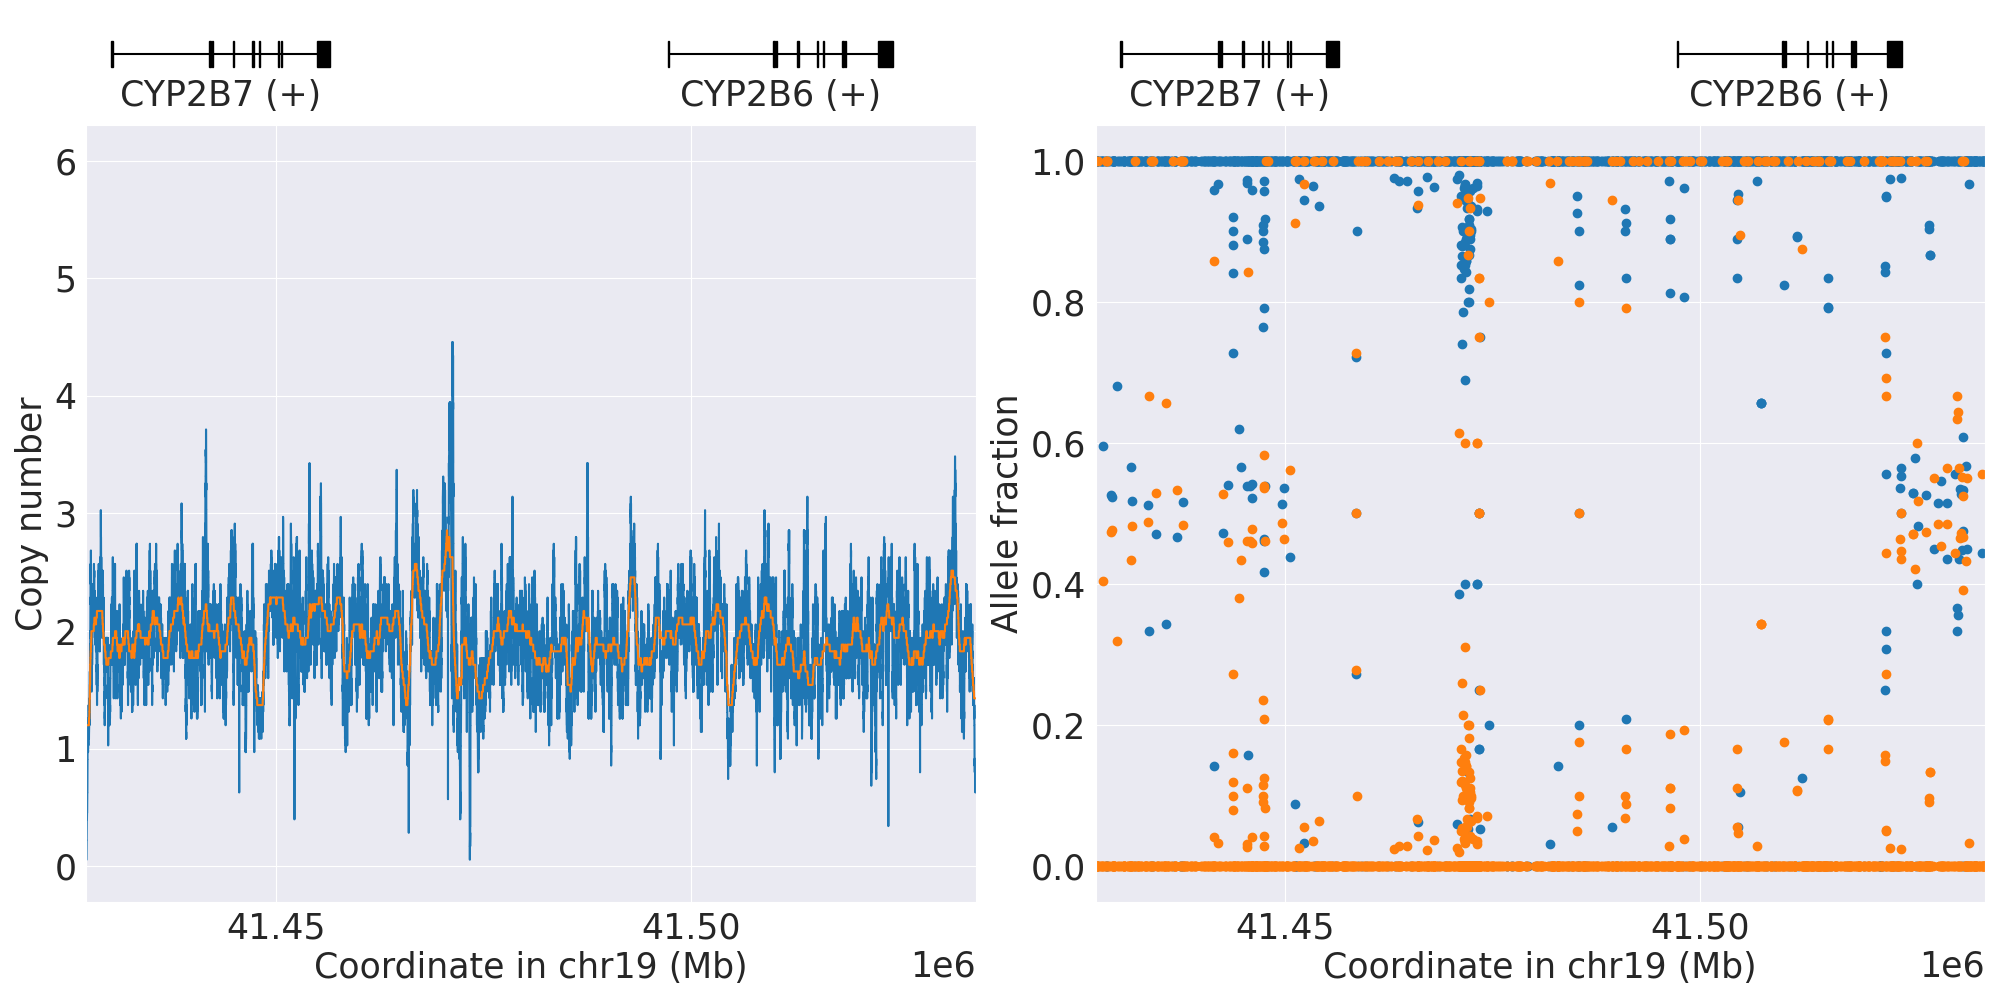 CYP2B7 (+) CYP2B6 (+)
CYP2B7 (+) CYP2B6 (+)
Copy number
6
5
4
3
2
1
0
41.45 41.50
Coordinate in chr19 (Mb)
1e6
Allele fraction
1.0
0.8
0.6
0.4
0.2
0.0
41.45 41.50
Coordinate in chr19 (Mb)
1e6